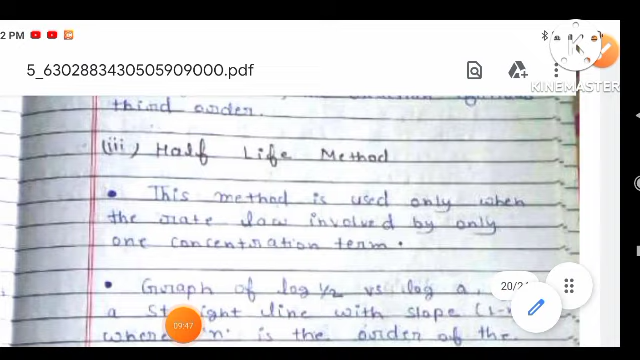 2 PM
5_6302883430505909000.pdf
KINEMASTER
third order.
(iii) Half Life Method
• This method is used only when
the rate law involved by only
one concentration term.
• Graph of log 1/2 vs log a,
20/2
a straight line with slope (1-
where 'n' is the order of the
09:47